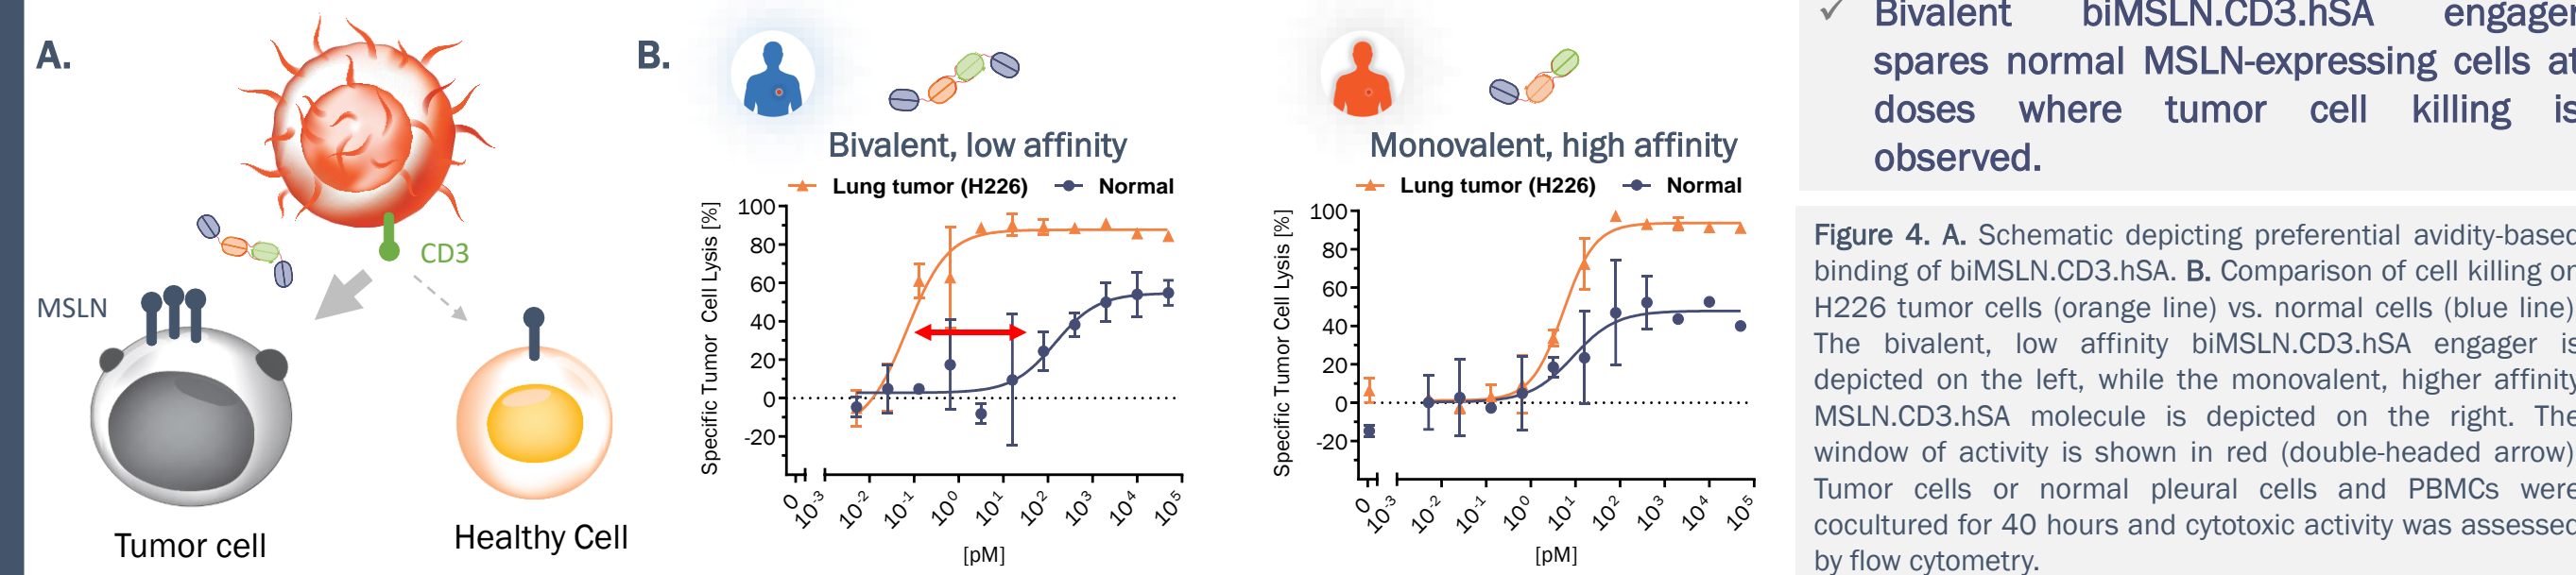 A.
CD3
MSLN
Tumor cell
Healthy Cell
B.
Bivalent, low affinity
Lung tumor (H226)
Normal
Specific Tumor Cell Lysis [%]
100
80
60
40
20
0
-20
0
10⁻³
10⁻²
10⁻¹
10⁰
10¹
10²
10³
10⁴
10⁵
[pM]
Monovalent, high affinity
Lung tumor (H226)
Normal
Specific Tumor Cell Lysis [%]
100
80
60
40
20
0
-20
0
10⁻³
10⁻²
10⁻¹
10⁰
10¹
10²
10³
10⁴
10⁵
[pM]
✓ Bivalent biMSLN.CD3.hSA engager
spares normal MSLN-expressing cells at
doses where tumor cell killing is
observed.
Figure 4. A. Schematic depicting preferential avidity-based
binding of biMSLN.CD3.hSA. B. Comparison of cell killing on
H226 tumor cells (orange line) vs. normal cells (blue line)
The bivalent, low affinity biMSLN.CD3.hSA engager is
depicted on the left, while the monovalent, higher affinity
MSLN.CD3.hSA molecule is depicted on the right. The
window of activity is shown in red (double-headed arrow)
Tumor cells or normal pleural cells and PBMCs were
cocultured for 40 hours and cytotoxic activity was assessed
by flow cytometry.